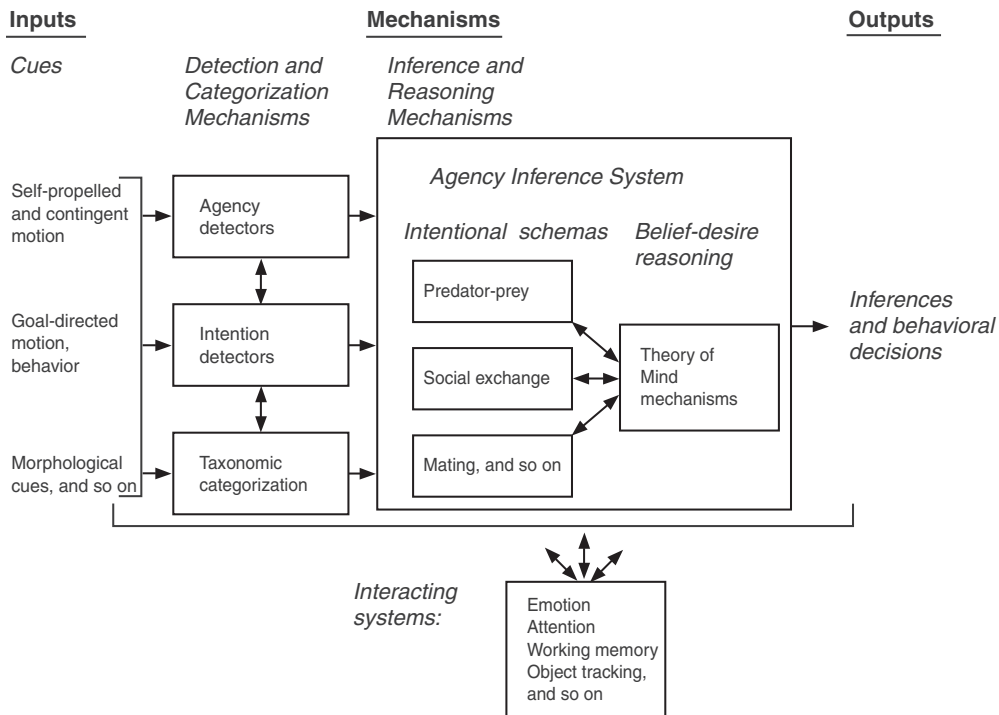 Inputs
Mechanisms
Outputs
Cues
Detection and
Categorization
Mechanisms
Inference and
Reasoning
Mechanisms
Self-propelled
and contingent
motion
Agency
detectors
Agency Inference System
Intentional schemas
Belief-desire
reasoning
Predator-prey
Goal-directed
motion,
behavior
Intention
detectors
Social exchange
Theory of
Mind
mechanisms
Inferences
and behavioral
decisions
Morphological
cues, and so on
Taxonomic
categorization
Mating, and so on
Interacting
systems:
Emotion
Attention
Working memory
Object tracking,
and so on